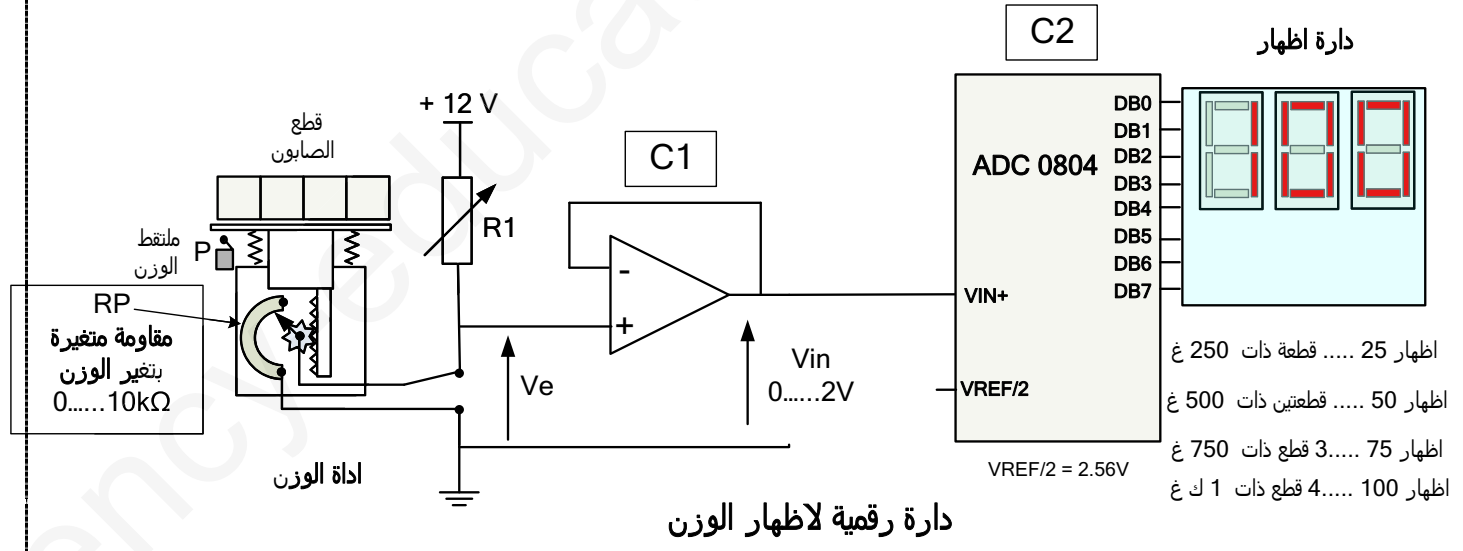 C2
دارة اظهار
+ 12 V
قطع
الصابون
C1
R1
ADC 0804
DB0
DB1
DB2
DB3
DB4
DB5
DB6
DB7
100
ملتقط
الوزن
P
-
+
VIN+
RP
مقاومة متغيرة
بتغير الوزن
0......10kΩ
Ve
Vin
0......2V
VREF/2
VREF/2 = 2.56V
اظهار 25 ..... قطعة ذات 250 غ
اظهار 50 ..... قطعتين ذات 500 غ
اظهار 75 .....3 قطع ذات 750 غ
اظهار 100 .....4 قطع ذات 1 ك غ
اداة الوزن
دارة رقمية لاظهار الوزن
encyeduca